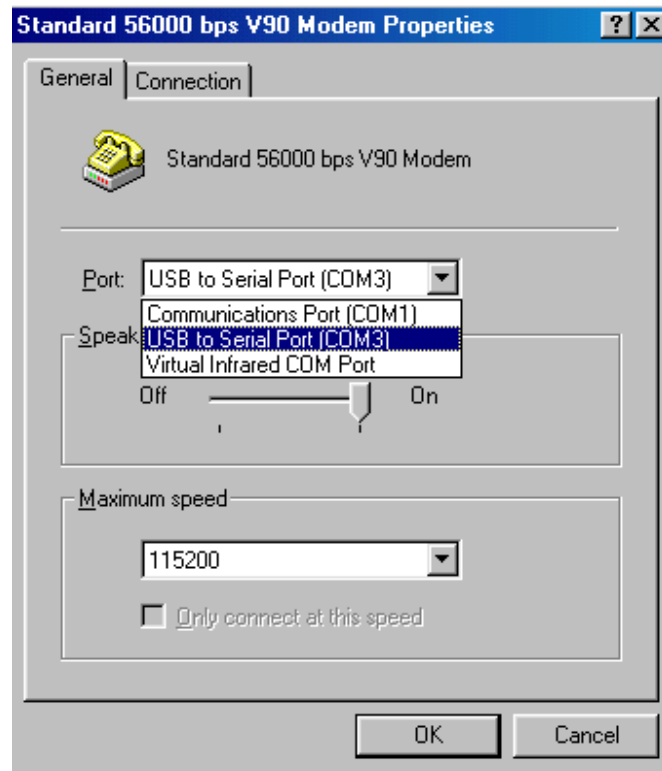 Standard 56000 bps V90 Modem Properties
General Connection
Standard 56000 bps V90 Modem
Port: USB to Serial Port (COM3)
Communications Port (COM1)
Speak USB to Serial Port (COM3)
Virtual Infrared COM Port
Off On
Maximum speed
115200
Only connect at this speed
OK Cancel